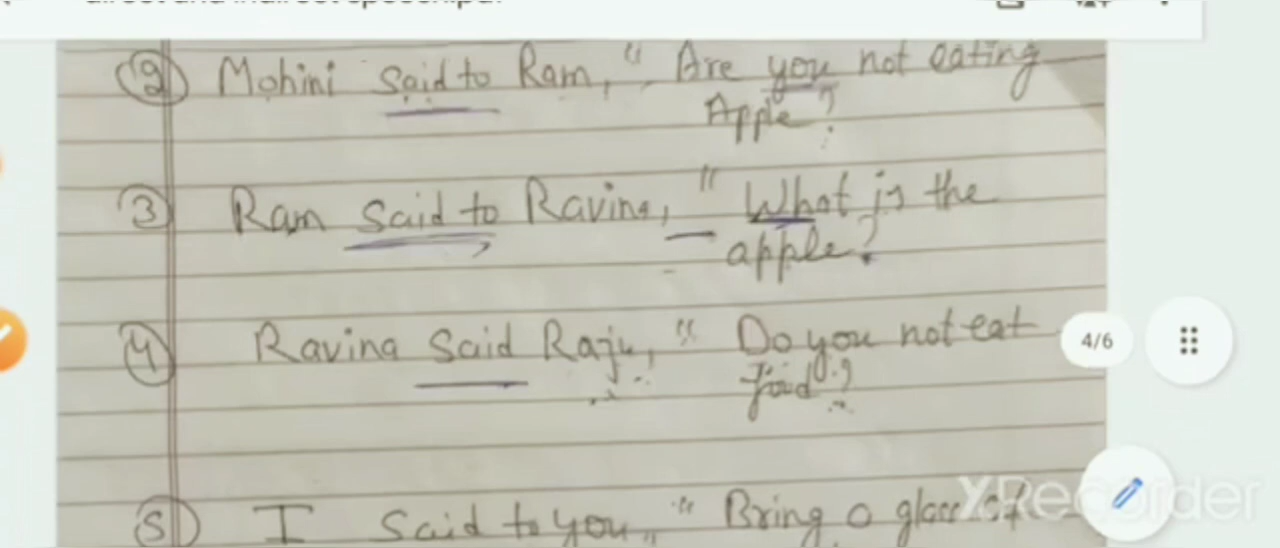 (2) Mohini said to Ram, " Are you not eating
Apple?
(3) Ram said to Ravina, " What is the
apple?
(4) Ravina said Raju, " Do you not eat
food?
4/6
(5) I said to you, " Bring a glass of
XRecorder